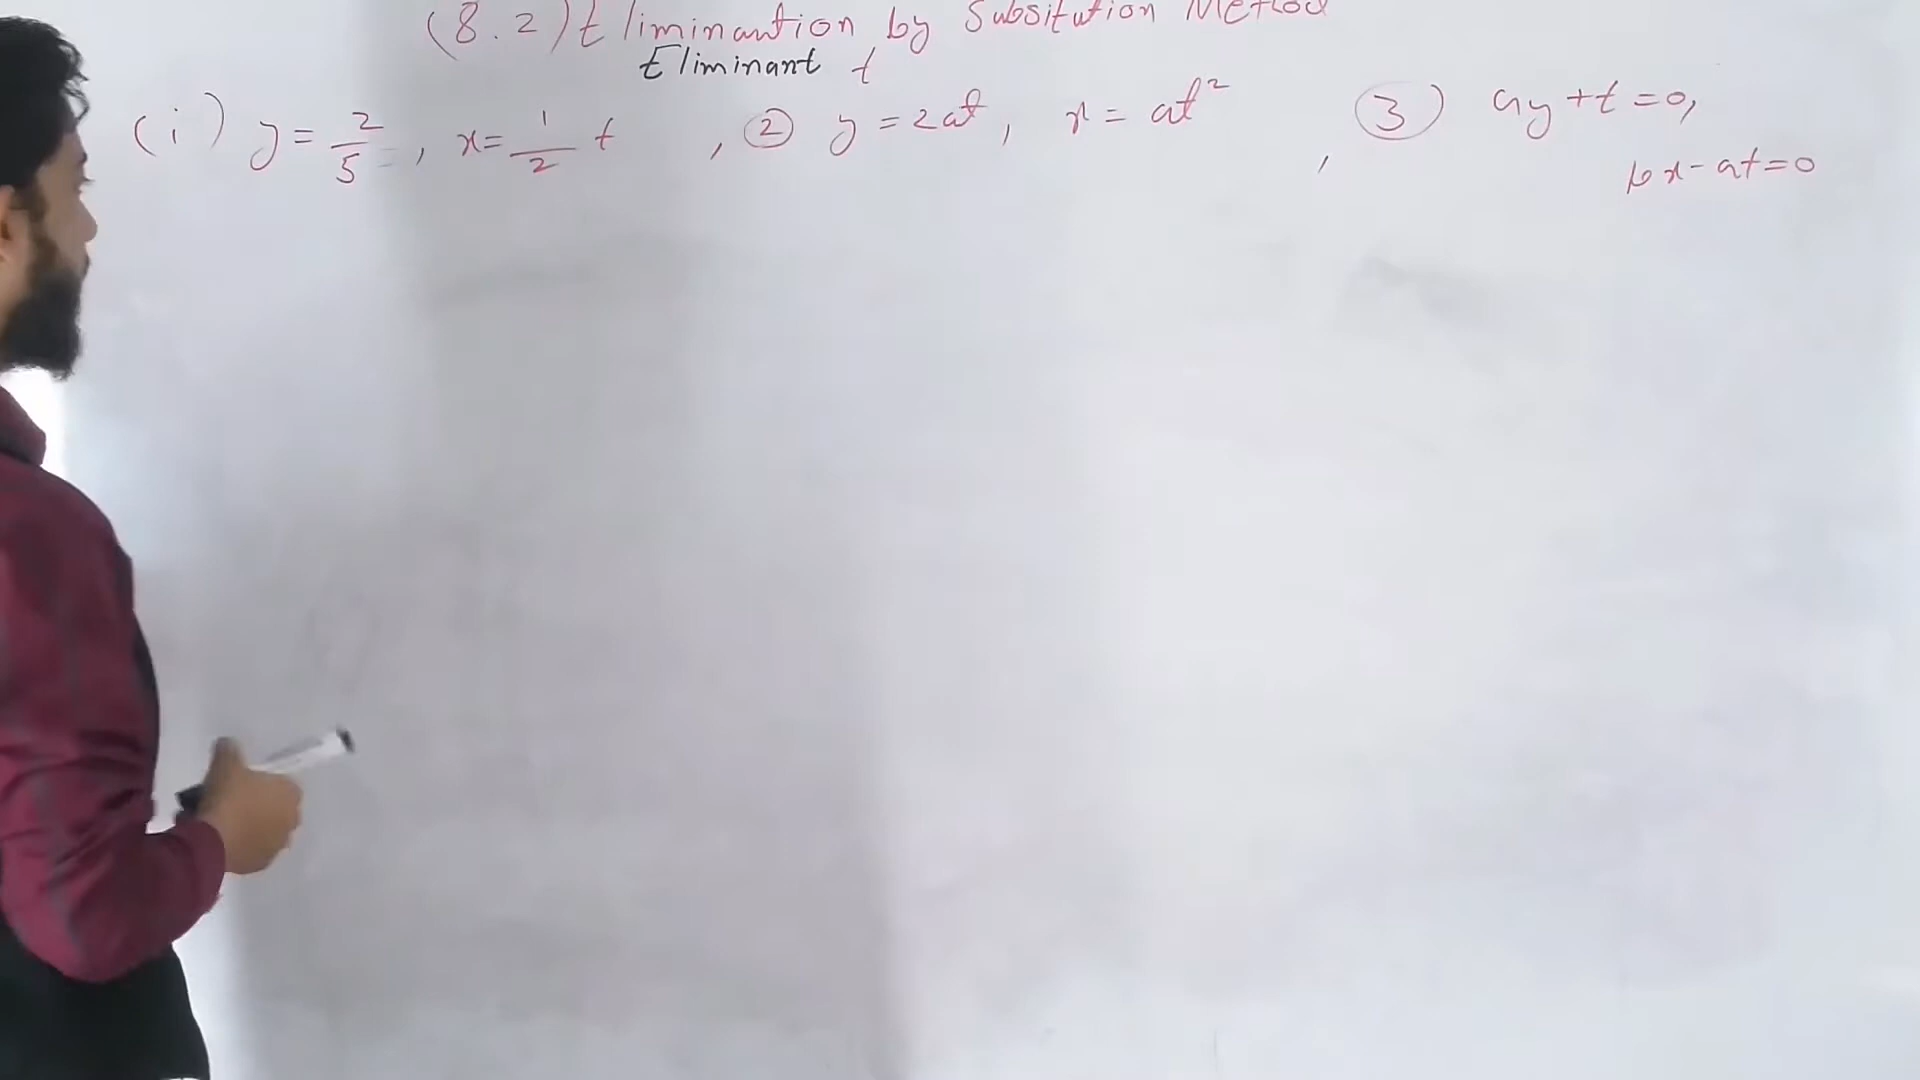 (8.2) Eliminantion by Subsitution Method
Eliminant t
(i) y = 2/5, x = 1/2 t , ② y = 2at, x = at² , ③ ay + t = 0,
bx - at = 0